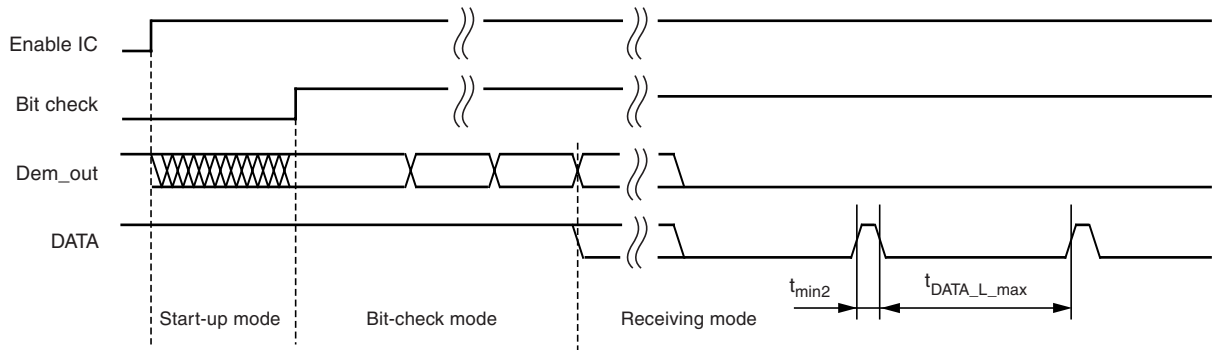 Enable IC
Bit check
Dem_out
DATA
t_min2
t_DATA_L_max
Start-up mode
Bit-check mode
Receiving mode